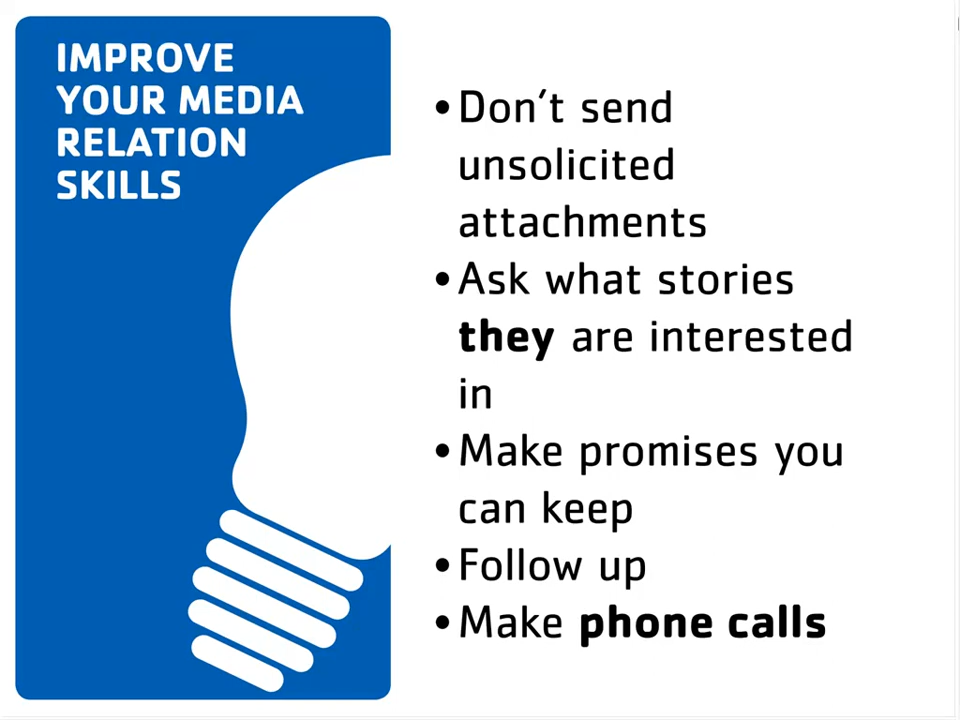 IMPROVE
YOUR MEDIA
RELATION
SKILLS
•Don't send
unsolicited
attachments
•Ask what stories
they are interested
in
•Make promises you
can keep
•Follow up
•Make phone calls